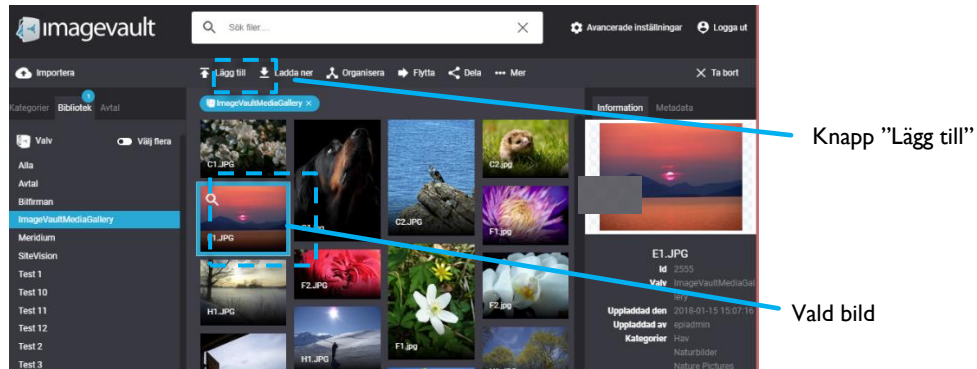 imagevault
Sök filer....
Avancerade inställningar
Logga ut
Importera
Lägg till
Ladda ner
Organisera
Flytta
Dela
Mer
Ta bort
Kategorier
Bibliotek
1
Avtal
ImageVaultMediaGallery
Information
Metadata
Valv
Välj flera
Alla
Avtal
Bilfirman
ImageVaultMediaGallery
Meridium
SiteVision
Test 1
Test 10
Test 11
Test 12
Test 2
Test 3
C1.JPG
C2.jpg
C2.JPG
F1.jpg
H1.JPG
F2.JPG
F2.jpg
H1.JPG
F1.jpg
E1.JPG
Id 2555
Valv ImageVaultMediaGal
lery
Uppladdad den 2018-01-15 15:07:16
Uppladdad av epiadmin
Kategorier Hav
Naturbilder
Nature Pictures
Knapp ”Lägg till”
Vald bild